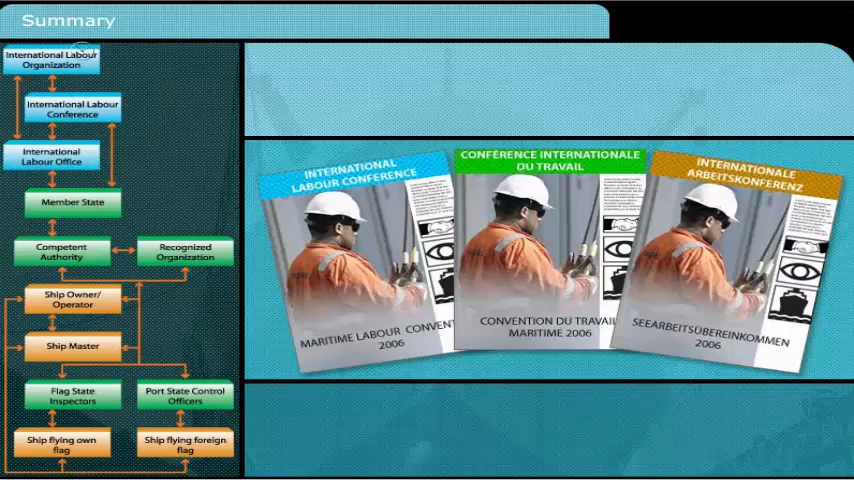 Summary
International Labour
Organization
International Labour
Conference
International
Labour Office
Member State
Competent
Authority
Recognized
Organization
Ship Owner/
Operator
Ship Master
Flag State
Inspectors
Port State Control
Officers
Ship flying own
flag
Ship flying foreign
flag
INTERNATIONAL
LABOUR CONFERENCE
MARITIME LABOUR CONVENT
2006
CONFÉRENCE INTERNATIONALE
DU TRAVAIL
CONVENTION DU TRAVAIL
MARITIME 2006
INTERNATIONALE
ARBEITSKONFERENZ
SEEARBEITSÜBEREINKOMMEN
2006